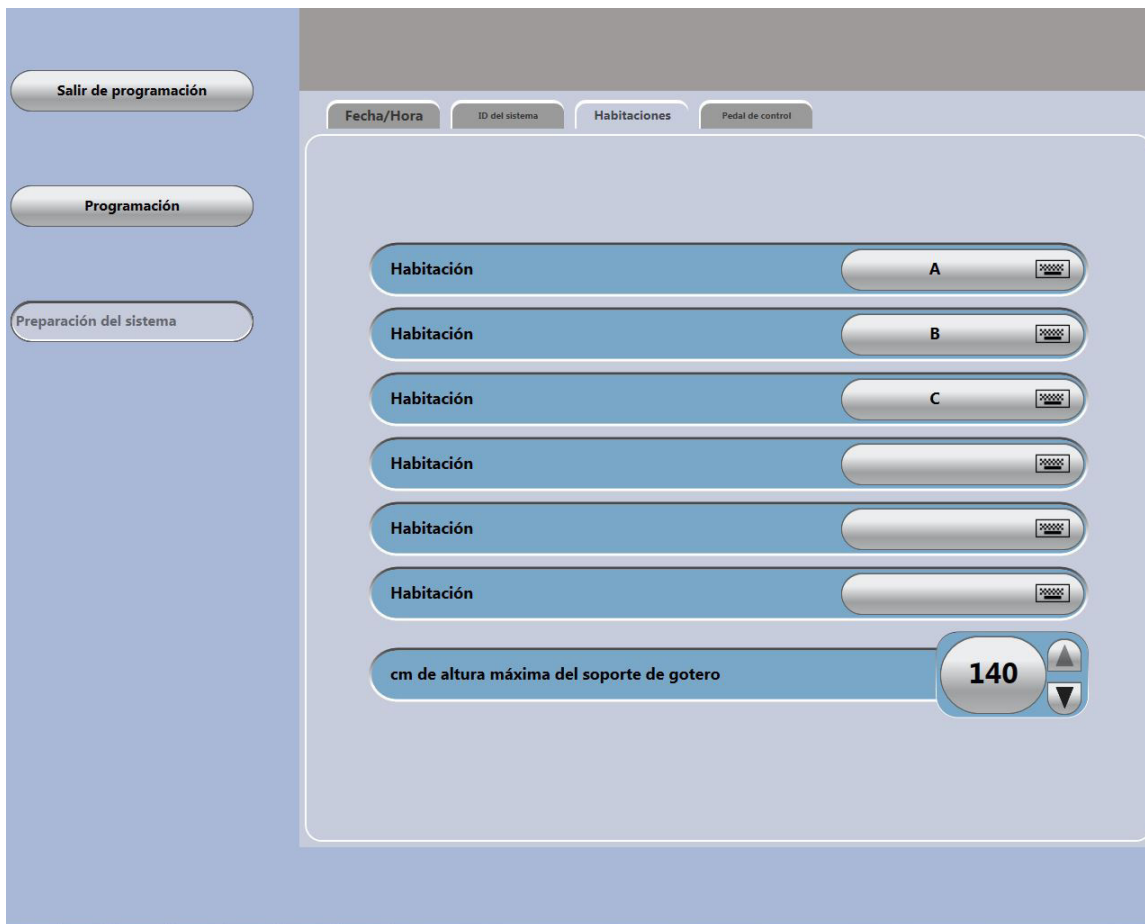 Salir de programación
Programación
Preparación del sistema
Fecha/Hora
ID del sistema
Habitaciones
Pedal de control
Habitación A
Habitación B
Habitación C
Habitación
Habitación
Habitación
cm de altura máxima del soporte de gotero 140